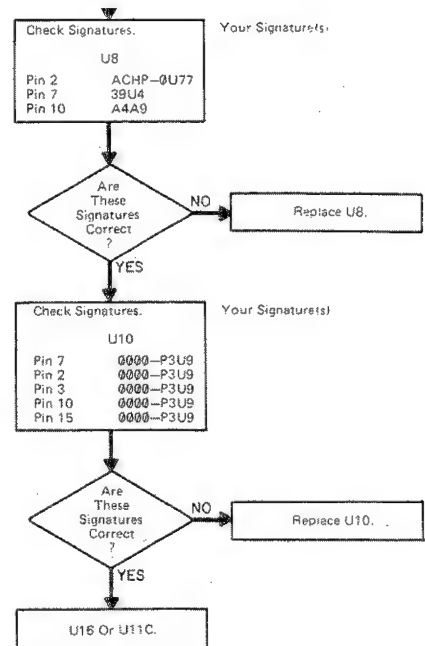 Check Signatures.
Your Signature(s)
U8
Pin 2 ACHP–0U77
Pin 7 39U4
Pin 10 A4A9
Are
These
Signatures
Correct
?
NO
Replace U8.
YES
Check Signatures.
Your Signature(s)
U10
Pin 7 0000–P3U9
Pin 2 0000–P3U9
Pin 3 0000–P3U9
Pin 10 0000–P3U9
Pin 15 0000–P3U9
Are
These
Signatures
Correct
?
NO
Replace U10.
YES
U16 Or U11C.